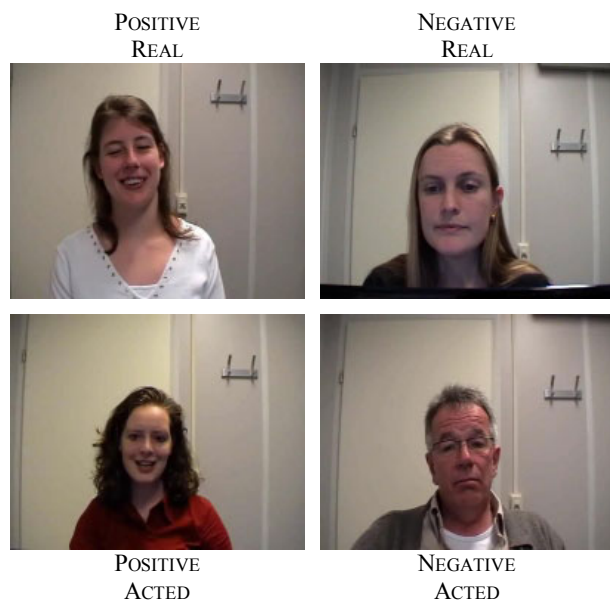 POSITIVE
REAL
NEGATIVE
REAL
POSITIVE
ACTED
NEGATIVE
ACTED